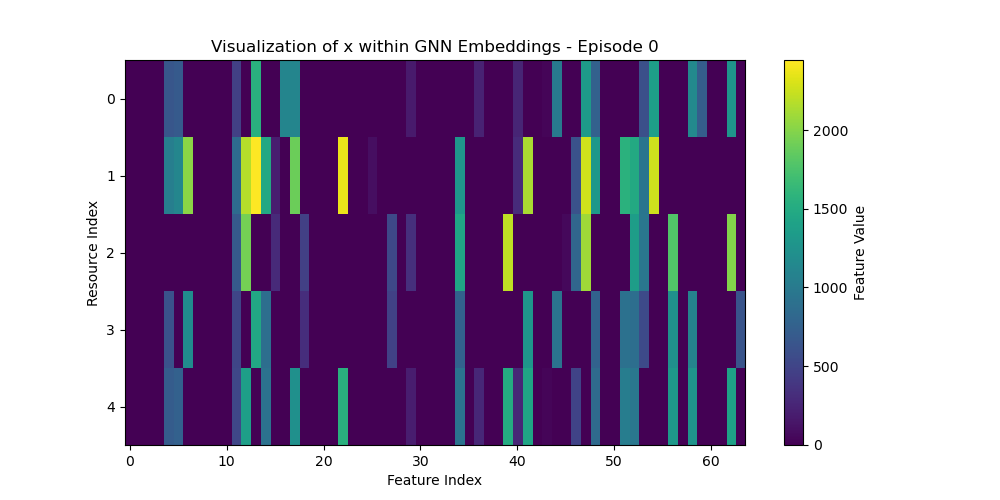 Visualization of x within GNN Embeddings - Episode 0
Resource Index
0
1
2
3
4
0 10 20 30 40 50 60
Feature Index
2000
1500
1000
500
0
Feature Value